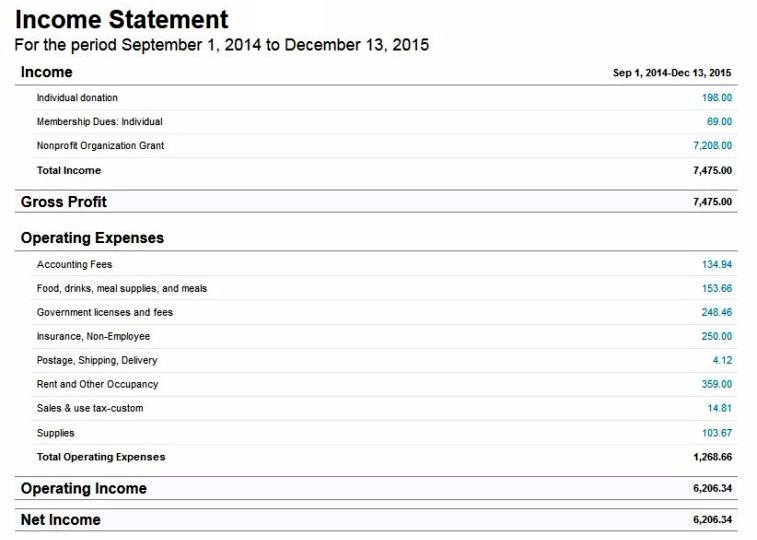 Income Statement
For the period September 1, 2014 to December 13, 2015
Income Sep 1, 2014-Dec 13, 2015
Individual donation 198.00
Membership Dues: Individual 69.00
Nonprofit Organization Grant 7,208.00
Total Income 7,475.00
Gross Profit 7,475.00
Operating Expenses
Accounting Fees 134.94
Food, drinks, meal supplies, and meals 153.66
Government licenses and fees 248.46
Insurance, Non-Employee 250.00
Postage, Shipping, Delivery 4.12
Rent and Other Occupancy 359.00
Sales & use tax-custom 14.81
Supplies 103.67
Total Operating Expenses 1,268.66
Operating Income 6,206.34
Net Income 6,206.34